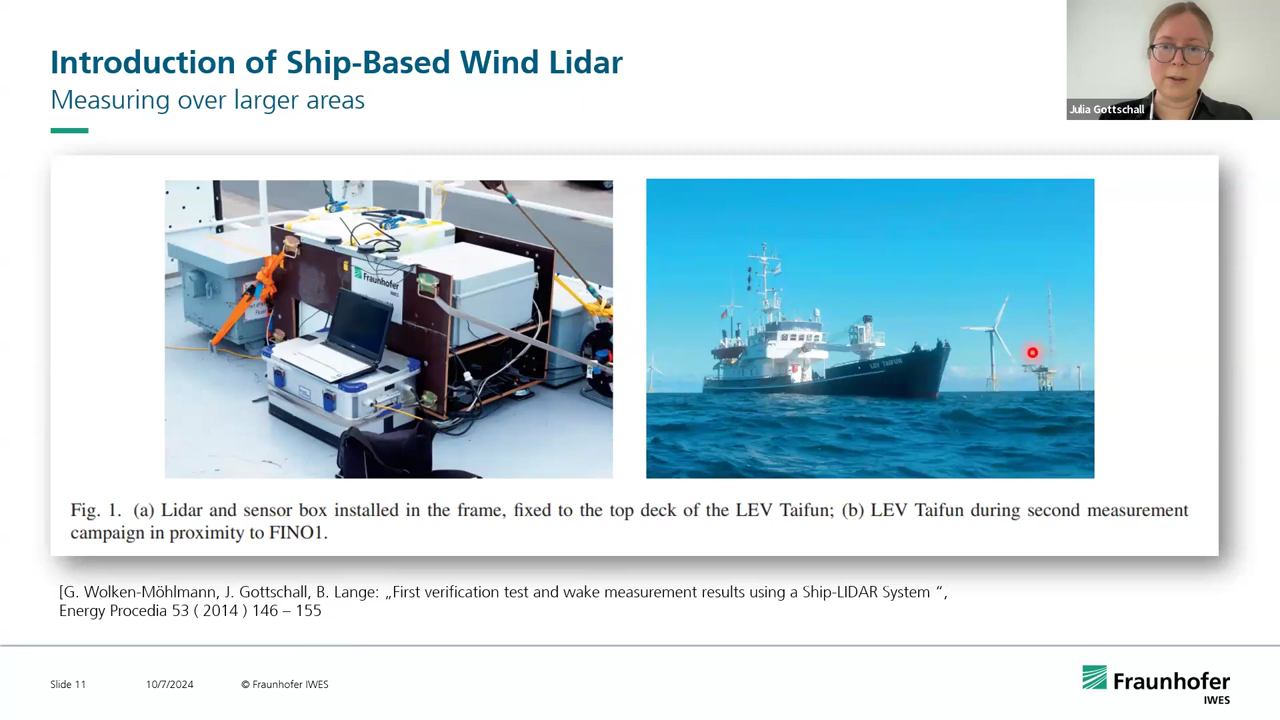 Introduction of Ship-Based Wind Lidar
Measuring over larger areas
Julia Gottschall
Fraunhofer
IWES
LEV TAIFUN
Fig. 1. (a) Lidar and sensor box installed in the frame, fixed to the top deck of the LEV Taifun; (b) LEV Taifun during second measurement
campaign in proximity to FINO1.
[G. Wolken-Möhlmann, J. Gottschall, B. Lange: „First verification test and wake measurement results using a Ship-LIDAR System “,
Energy Procedia 53 ( 2014 ) 146 – 155
Slide 11
10/7/2024
© Fraunhofer IWES
Fraunhofer
IWES